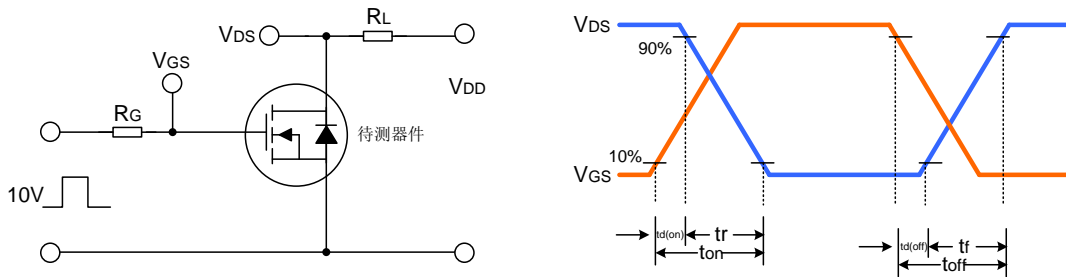 VDS
RL
VGS
VDD
RG
待测器件
10V
VDS
90%
10%
VGS
td(on)
tr
ton
td(off)
tf
toff